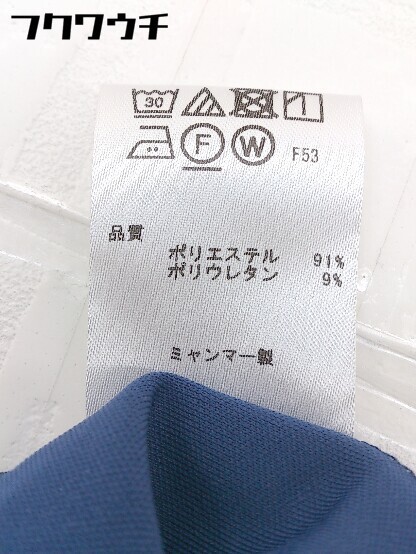 フクワウチ
30
F W F53
品質
ポリエステル 91%
ポリウレタン 9%
ミャンマー製